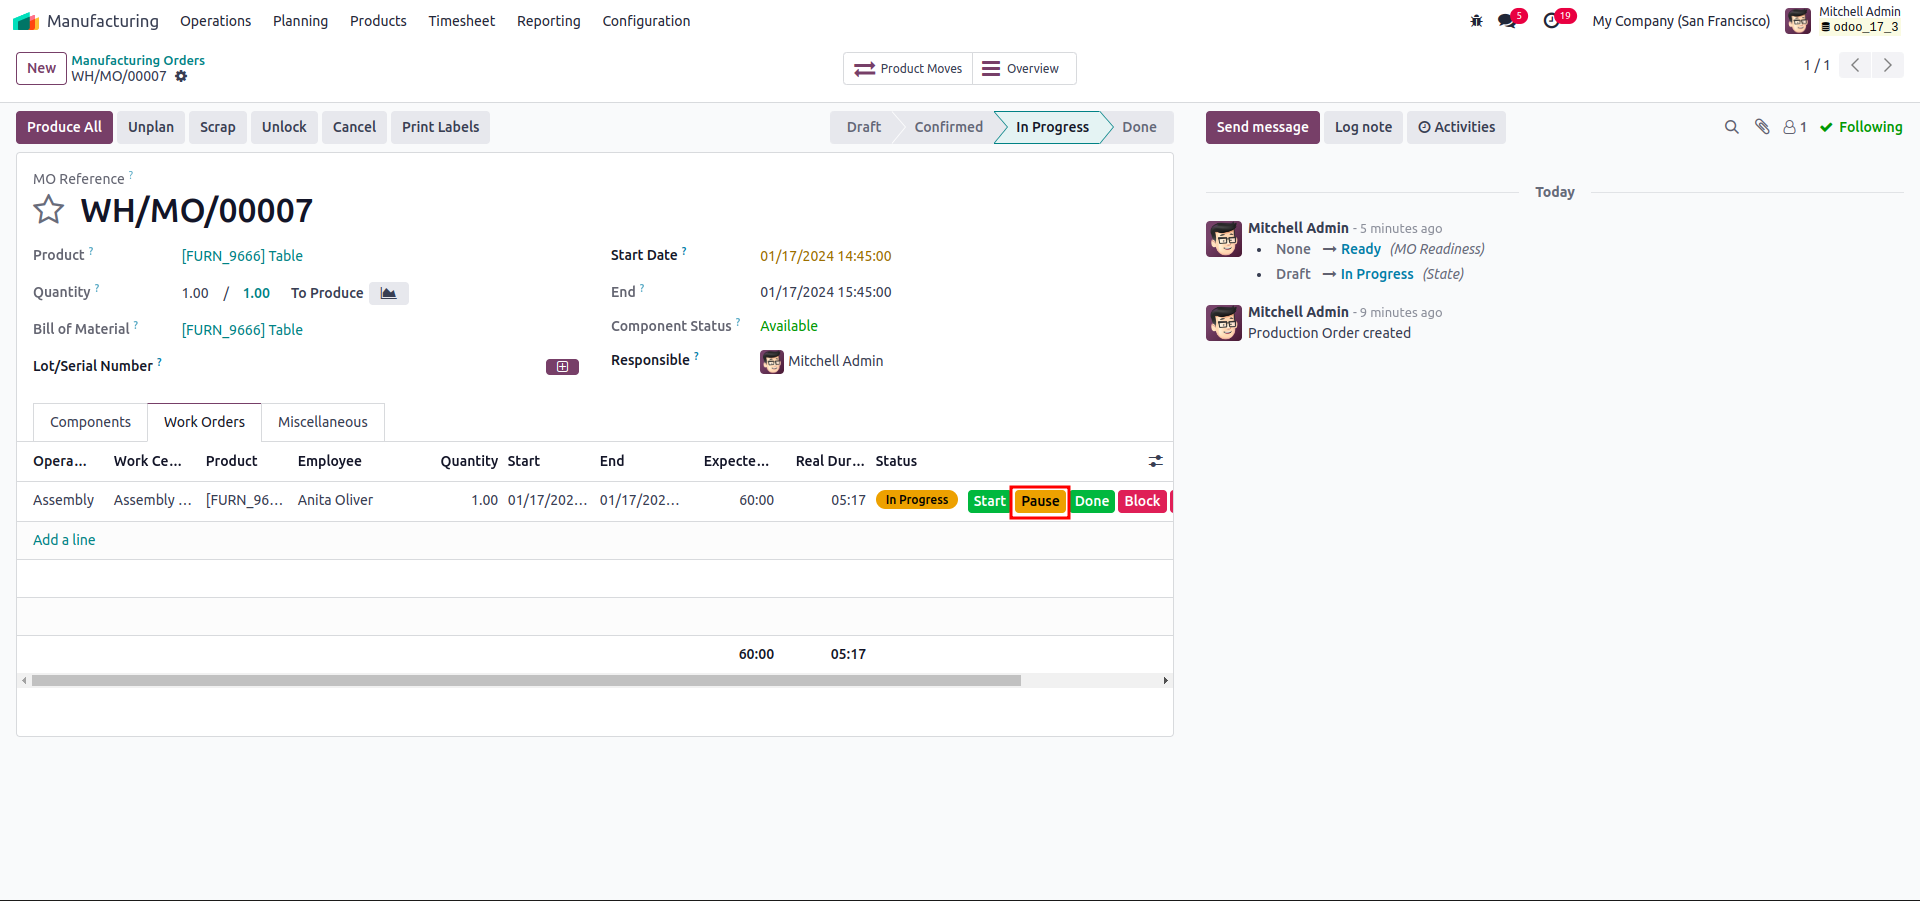 Manufacturing Operations Planning Products Timesheet Reporting Configuration 5 19 My Company (San Francisco) Mitchell Admin
odoo_17_3
New Manufacturing Orders
WH/MO/00007
Product Moves Overview 1 / 1
Produce All Unplan Scrap Unlock Cancel Print Labels Draft Confirmed In Progress Done Send message Log note Activities 1 Following
MO Reference ?
WH/MO/00007
Product ? [FURN_9666] Table
Quantity ? 1.00 / 1.00 To Produce
Bill of Material ? [FURN_9666] Table
Lot/Serial Number ?
Start Date ? 01/17/2024 14:45:00
End ? 01/17/2024 15:45:00
Component Status ? Available
Responsible ? Mitchell Admin
Components Work Orders Miscellaneous
Opera... Work Ce... Product Employee Quantity Start End Expecte... Real Dur... Status
Assembly Assembly ... [FURN_96... Anita Oliver 1.00 01/17/202... 01/17/202... 60:00 05:17 In Progress Start Pause Done Block
Add a line
60:00 05:17
Today
Mitchell Admin - 5 minutes ago
• None → Ready (MO Readiness)
• Draft → In Progress (State)
Mitchell Admin - 9 minutes ago
Production Order created